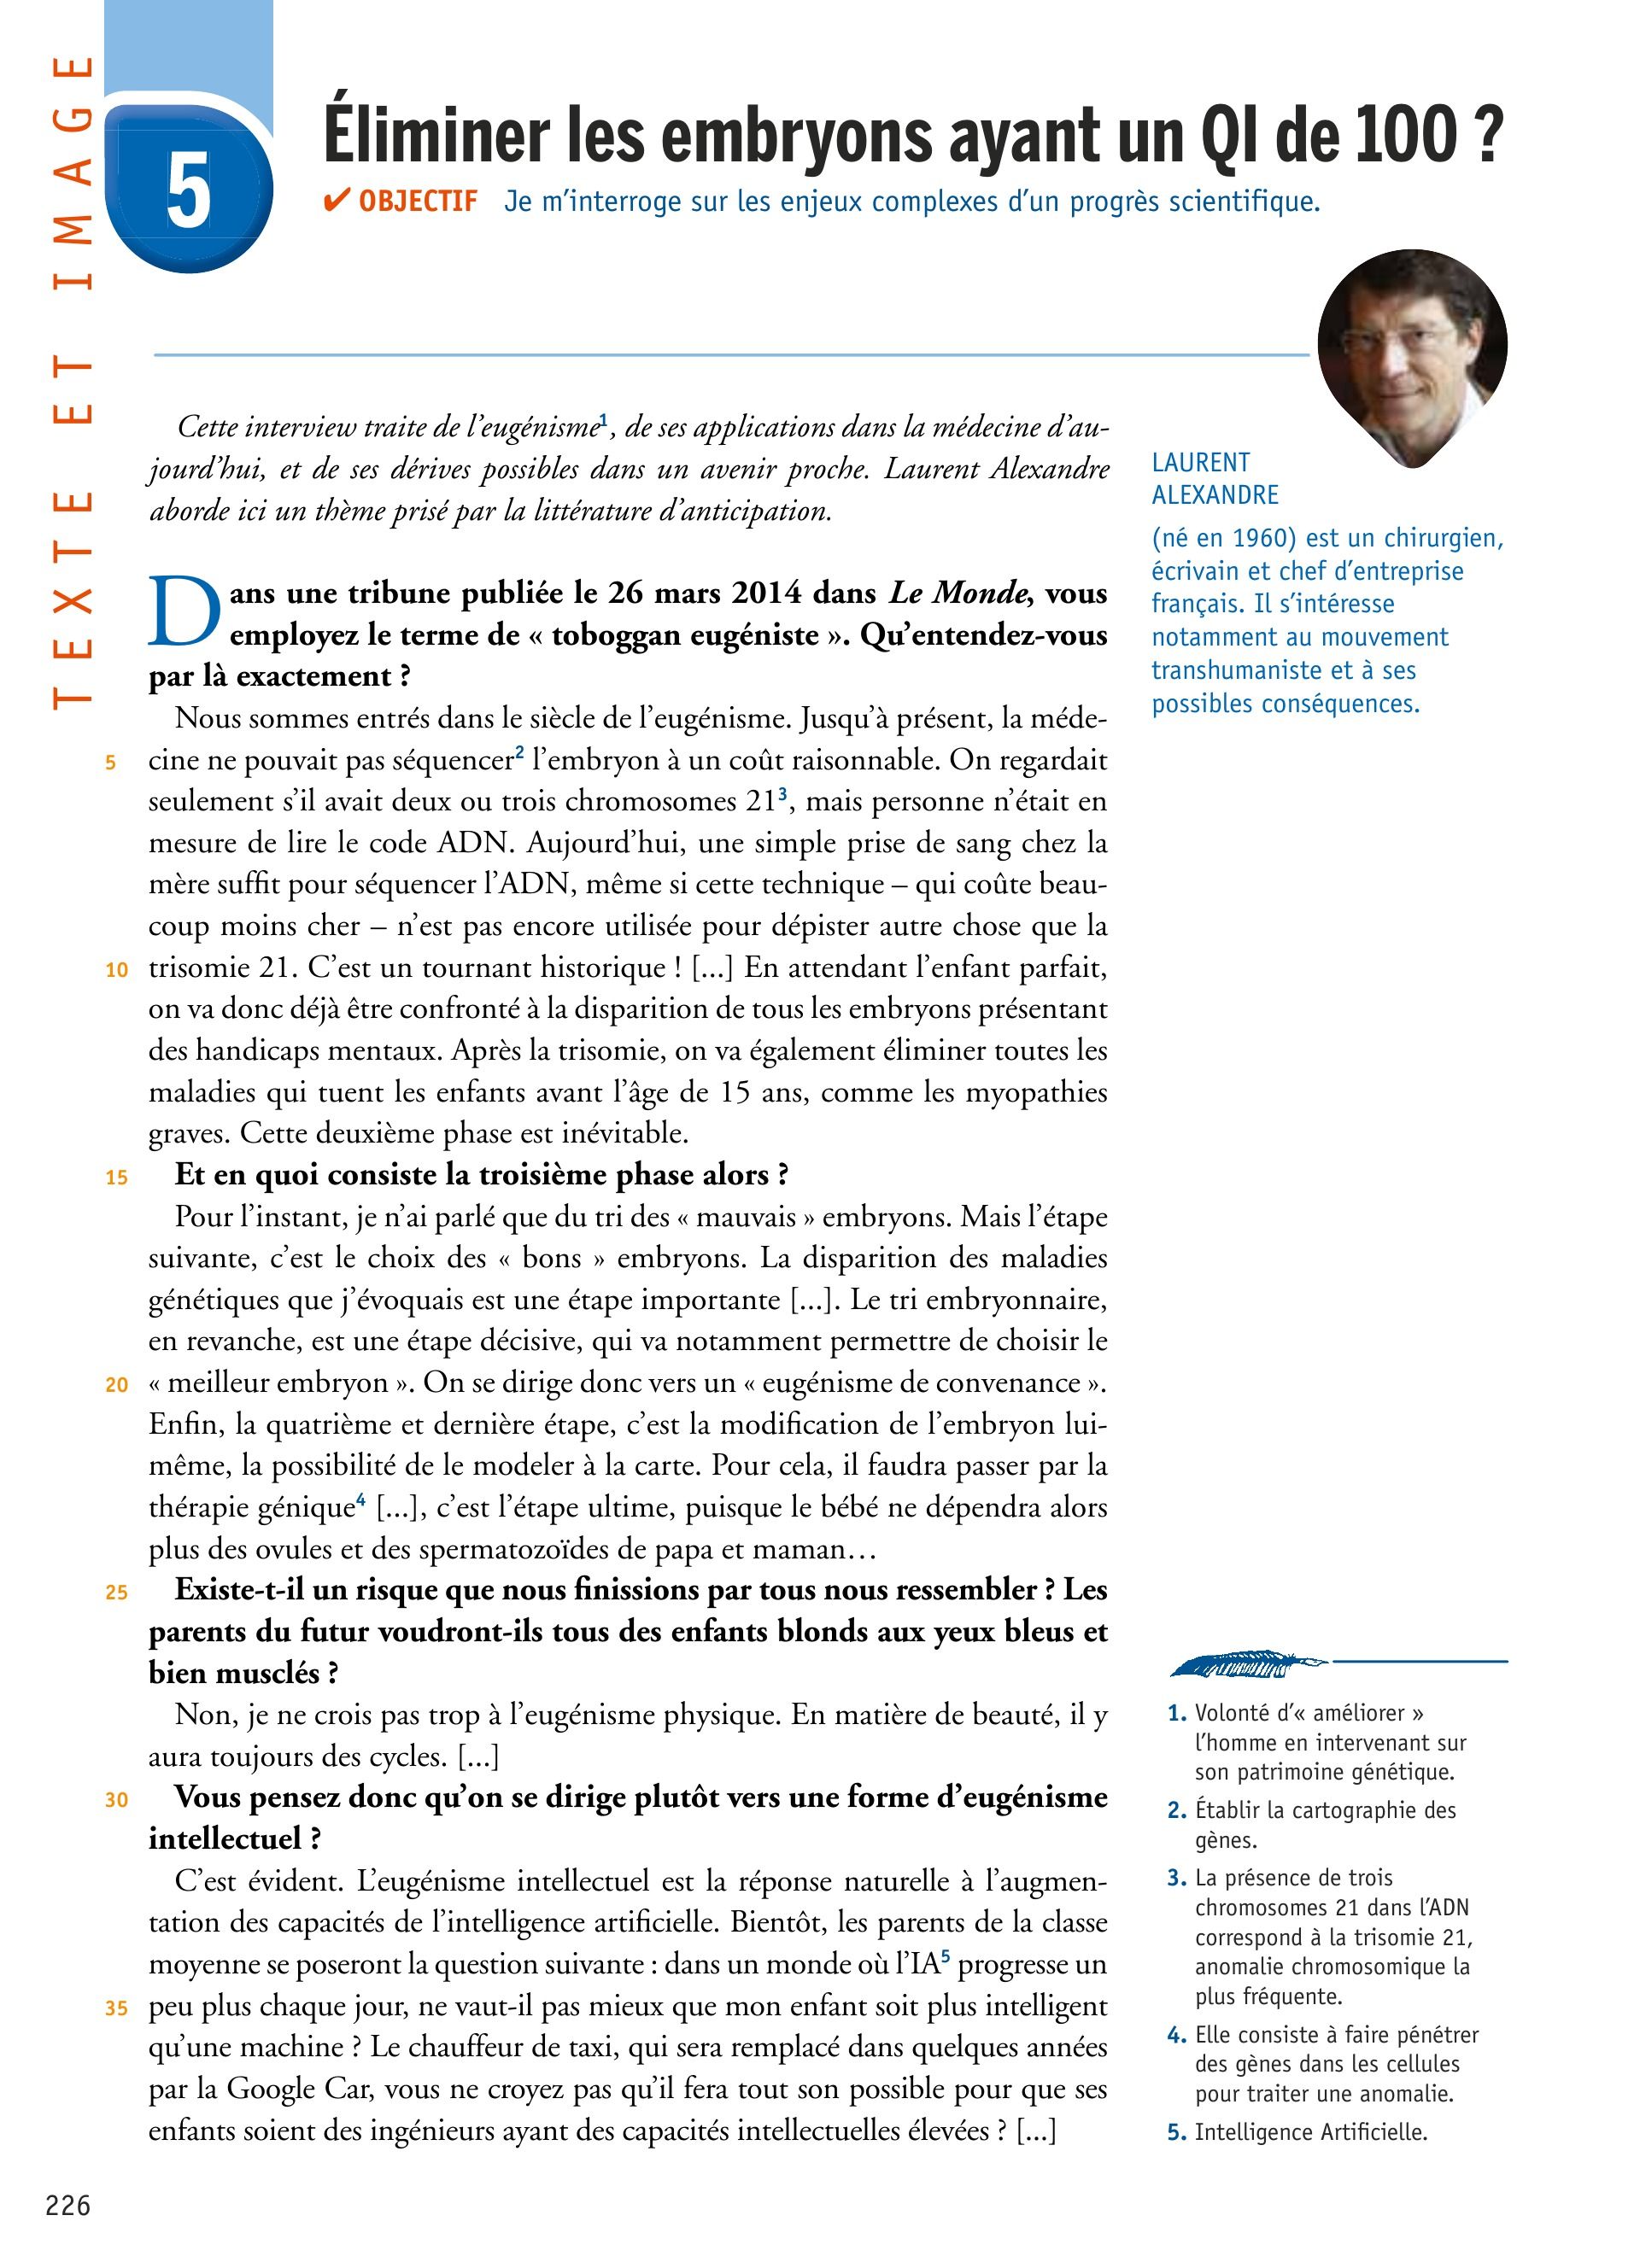 TEXTE ET IMAGE
5
Éliminer les embryons ayant un QI de 100 ?
✔ OBJECTIF Je m'interroge sur les enjeux complexes d'un progrès scientifique.
Cette interview traite de l'eugénisme1, de ses applications dans la médecine d'au-
jourd'hui, et de ses dérives possibles dans un avenir proche. Laurent Alexandre
aborde ici un thème prisé par la littérature d'anticipation.
LAURENT
ALEXANDRE
(né en 1960) est un chirurgien,
écrivain et chef d'entreprise
français. Il s'intéresse
notamment au mouvement
transhumaniste et à ses
possibles conséquences.
Dans une tribune publiée le 26 mars 2014 dans Le Monde, vous
employez le terme de « toboggan eugéniste ». Qu'entendez-vous
par là exactement ?
Nous sommes entrés dans le siècle de l'eugénisme. Jusqu'à présent, la méde-
5 cine ne pouvait pas séquencer2 l'embryon à un coût raisonnable. On regardait
seulement s'il avait deux ou trois chromosomes 213, mais personne n'était en
mesure de lire le code ADN. Aujourd'hui, une simple prise de sang chez la
mère suffit pour séquencer l'ADN, même si cette technique – qui coûte beau-
coup moins cher – n'est pas encore utilisée pour dépister autre chose que la
10 trisomie 21. C'est un tournant historique ! [...] En attendant l'enfant parfait,
on va donc déjà être confronté à la disparition de tous les embryons présentant
des handicaps mentaux. Après la trisomie, on va également éliminer toutes les
maladies qui tuent les enfants avant l'âge de 15 ans, comme les myopathies
graves. Cette deuxième phase est inévitable.
15 Et en quoi consiste la troisième phase alors ?
Pour l'instant, je n'ai parlé que du tri des « mauvais » embryons. Mais l'étape
suivante, c'est le choix des « bons » embryons. La disparition des maladies
génétiques que j'évoquais est une étape importante [...]. Le tri embryonnaire,
en revanche, est une étape décisive, qui va notamment permettre de choisir le
20 « meilleur embryon ». On se dirige donc vers un « eugénisme de convenance ».
Enfin, la quatrième et dernière étape, c'est la modification de l'embryon lui-
même, la possibilité de le modeler à la carte. Pour cela, il faudra passer par la
thérapie génique4 [...], c'est l'étape ultime, puisque le bébé ne dépendra alors
plus des ovules et des spermatozoïdes de papa et maman…
25 Existe-t-il un risque que nous finissions par tous nous ressembler ? Les
parents du futur voudront-ils tous des enfants blonds aux yeux bleus et
bien musclés ?
Non, je ne crois pas trop à l'eugénisme physique. En matière de beauté, il y
aura toujours des cycles. [...]
30 Vous pensez donc qu'on se dirige plutôt vers une forme d'eugénisme
intellectuel ?
C'est évident. L'eugénisme intellectuel est la réponse naturelle à l'augmen-
tation des capacités de l'intelligence artificielle. Bientôt, les parents de la classe
moyenne se poseront la question suivante : dans un monde où l'IA5 progresse un
35 peu plus chaque jour, ne vaut-il pas mieux que mon enfant soit plus intelligent
qu'une machine ? Le chauffeur de taxi, qui sera remplacé dans quelques années
par la Google Car, vous ne croyez pas qu'il fera tout son possible pour que ses
enfants soient des ingénieurs ayant des capacités intellectuelles élevées ? [...]
1. Volonté d'« améliorer »
l'homme en intervenant sur
son patrimoine génétique.
2. Établir la cartographie des
gènes.
3. La présence de trois
chromosomes 21 dans l'ADN
correspond à la trisomie 21,
anomalie chromosomique la
plus fréquente.
4. Elle consiste à faire pénétrer
des gènes dans les cellules
pour traiter une anomalie.
5. Intelligence Artificielle.
226